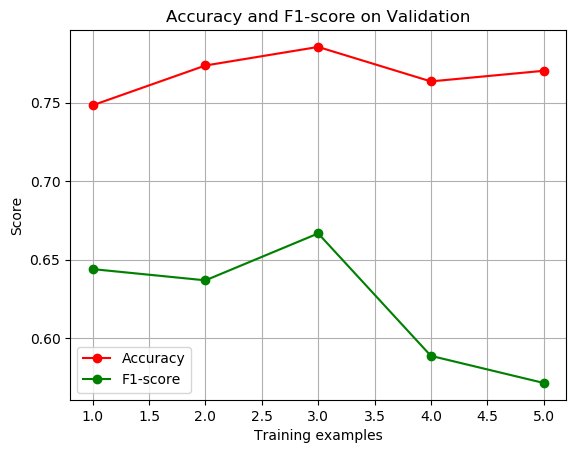 Accuracy and F1-score on Validation
Score
0.75
0.70
0.65
0.60
Accuracy
F1-score
1.0 1.5 2.0 2.5 3.0 3.5 4.0 4.5 5.0
Training examples